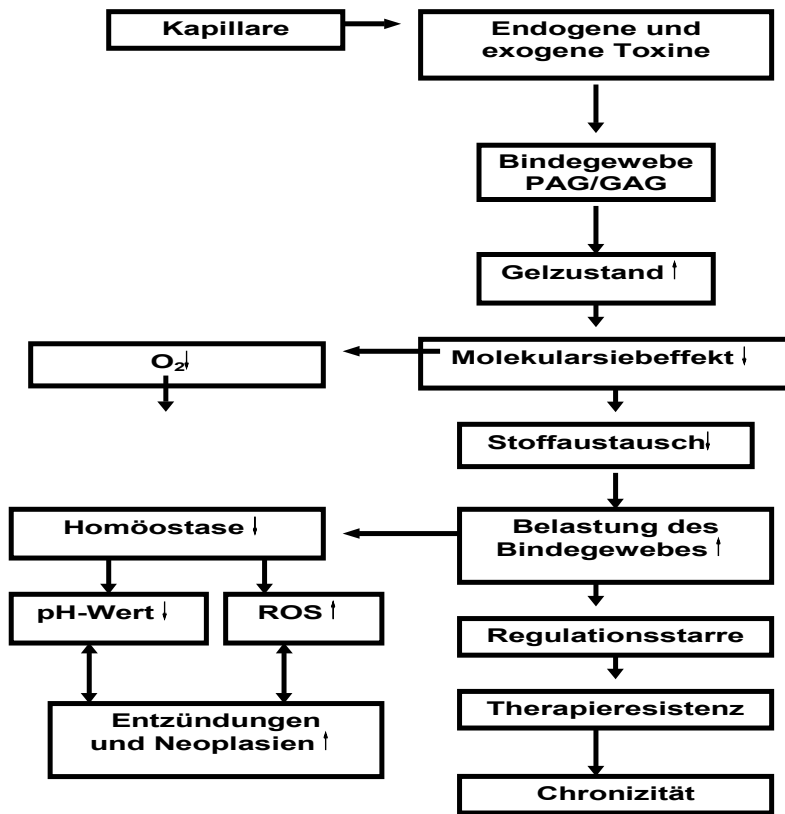 Kapillare
Endogene und
exogene Toxine
Bindegewebe
PAG/GAG
Gelzustand ↑
O₂↓
Molekularsiebeffekt ↓
Stoffaustausch↓
Homöostase ↓
Belastung des
Bindegewebes ↑
pH-Wert ↓
ROS ↑
Regulationsstarre
Entzündungen
und Neoplasien ↑
Therapieresistenz
Chronizität